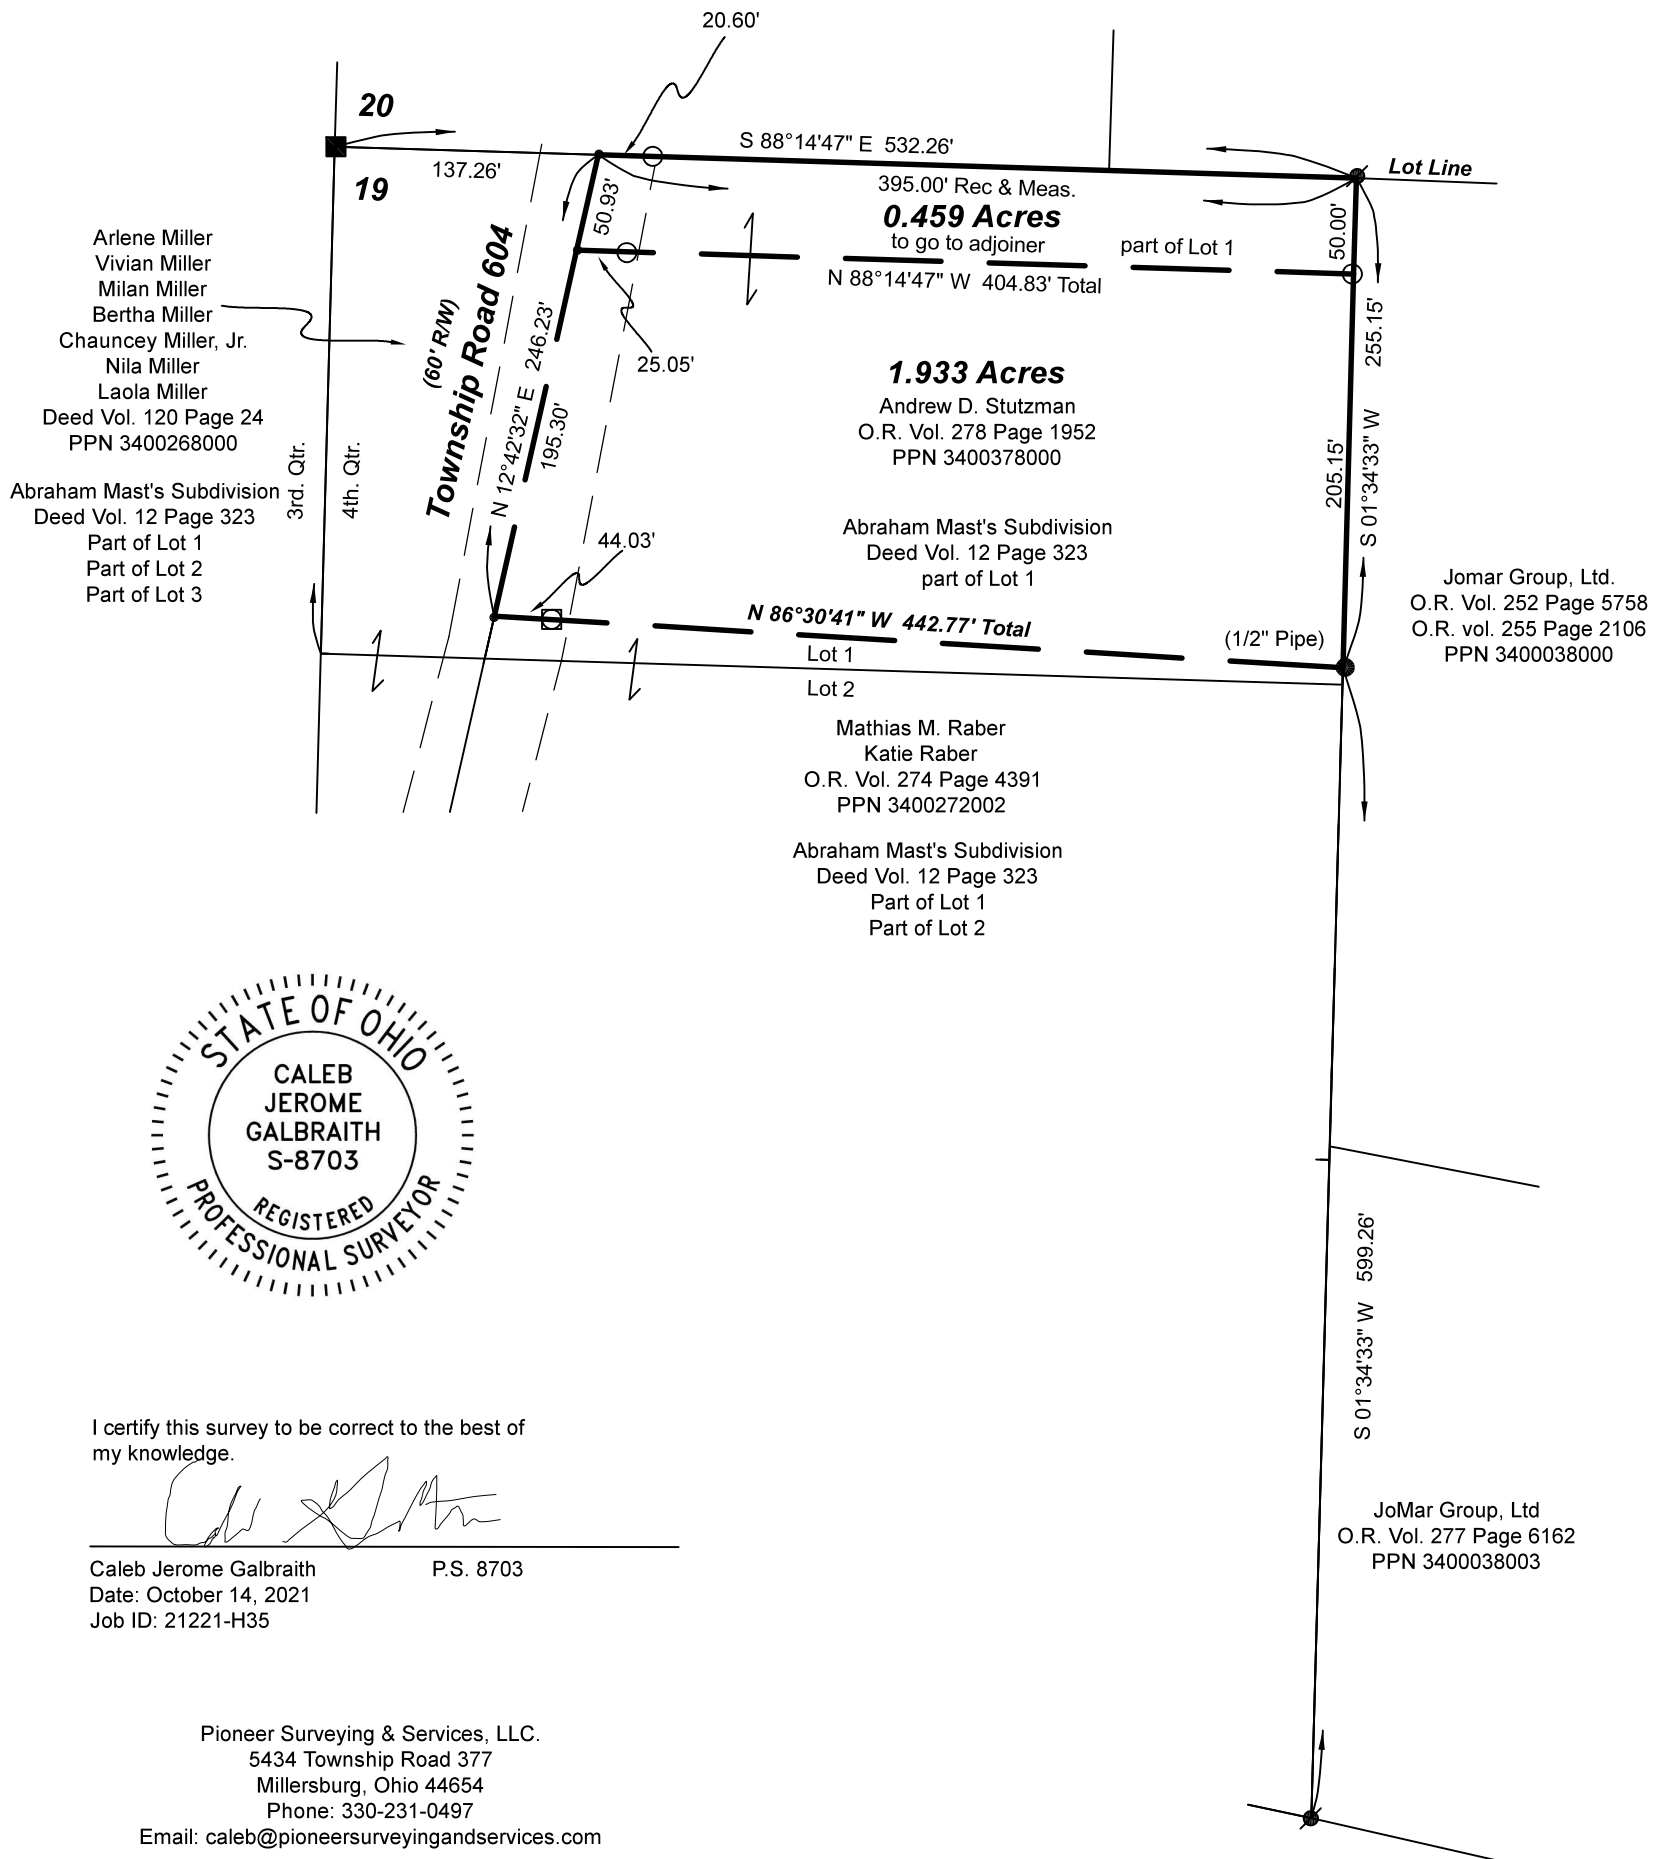 20.60'
20
S 88°14'47" E 532.26'
137.26'
19
Lot Line
395.00' Rec & Meas.
0.459 Acres
to go to adjoiner
part of Lot 1
50.93'
50.00'
N 88°14'47" W 404.83' Total
Arlene Miller
Vivian Miller
Milan Miller
Bertha Miller
Chauncey Miller, Jr.
Nila Miller
Laola Miller
Deed Vol. 120 Page 24
PPN 3400268000
Abraham Mast's Subdivision
Deed Vol. 12 Page 323
Part of Lot 1
Part of Lot 2
Part of Lot 3
3rd. Qtr.
4th. Qtr.
(60' R/W)
Township Road 604
N 12°42'32" E 246.23'
195.30'
25.05'
1.933 Acres
Andrew D. Stutzman
O.R. Vol. 278 Page 1952
PPN 3400378000
Abraham Mast's Subdivision
Deed Vol. 12 Page 323
part of Lot 1
205.15'
S 01°34'33" W 255.15'
44.03'
N 86°30'41" W 442.77' Total
(1/2" Pipe)
Lot 1
Lot 2
Jomar Group, Ltd.
O.R. Vol. 252 Page 5758
O.R. vol. 255 Page 2106
PPN 3400038000
Mathias M. Raber
Katie Raber
O.R. Vol. 274 Page 4391
PPN 3400272002
Abraham Mast's Subdivision
Deed Vol. 12 Page 323
Part of Lot 1
Part of Lot 2
STATE OF OHIO
CALEB
JEROME
GALBRAITH
S-8703
REGISTERED
PROFESSIONAL SURVEYOR
S 01°34'33" W 599.26'
I certify this survey to be correct to the best of
my knowledge.
Caleb Jerome Galbraith P.S. 8703
Date: October 14, 2021
Job ID: 21221-H35
JoMar Group, Ltd
O.R. Vol. 277 Page 6162
PPN 3400038003
Pioneer Surveying & Services, LLC.
5434 Township Road 377
Millersburg, Ohio 44654
Phone: 330-231-0497
Email: caleb@pioneersurveyingandservices.com